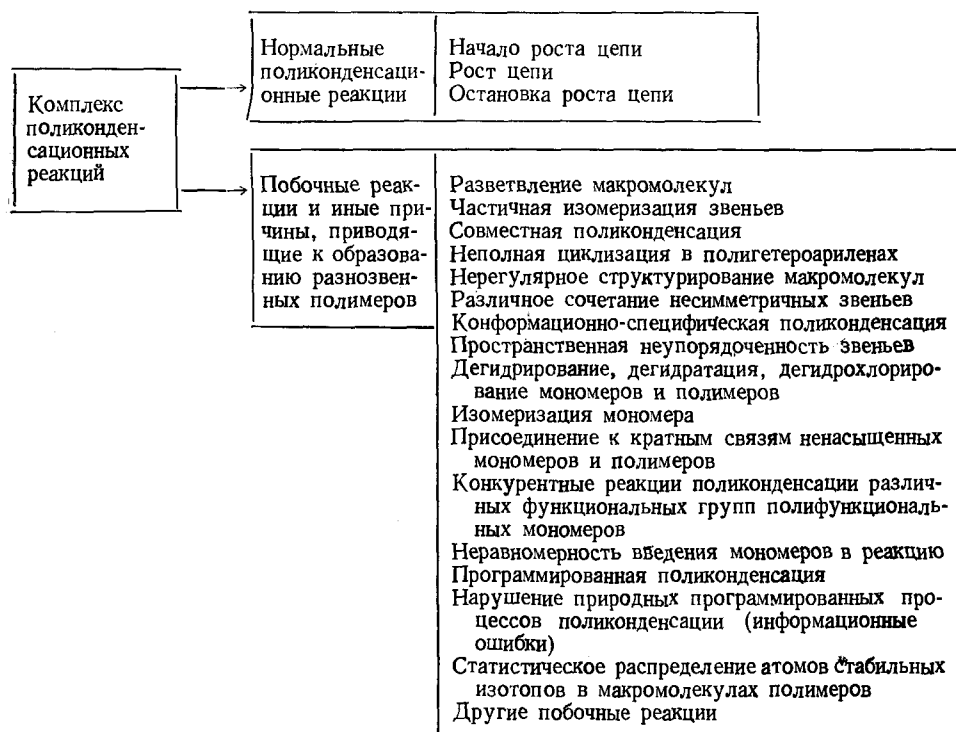 Комплекс
поликонден-
сационных
реакций
Нормальные
поликонденсаци-
онные реакции
Начало роста цепи
Рост цепи
Остановка роста цепи
Побочные реак-
ции и иные при-
чины, приводя-
щие к образова-
нию разнозвен-
ных полимеров
Разветвление макромолекул
Частичная изомеризация звеньев
Совместная поликонденсация
Неполная циклизация в полигетероариленах
Нерегулярное структурирование макромолекул
Различное сочетание несимметричных звеньев
Конформационно-специфическая поликонденсация
Пространственная неупорядоченность звеньев
Дегидрирование, дегидратация, дегидрохлориро-
вание мономеров и полимеров
Изомеризация мономера
Присоединение к кратным связям ненасыщенных
мономеров и полимеров
Конкурентные реакции поликонденсации различ-
ных функциональных групп полифункциональ-
ных мономеров
Неравномерность введения мономеров в реакцию
Программированная поликонденсация
Нарушение природных программированных про-
цессов поликонденсации (информационные
ошибки)
Статистическое распределение атомов стабильных
изотопов в макромолекулах полимеров
Другие побочные реакции